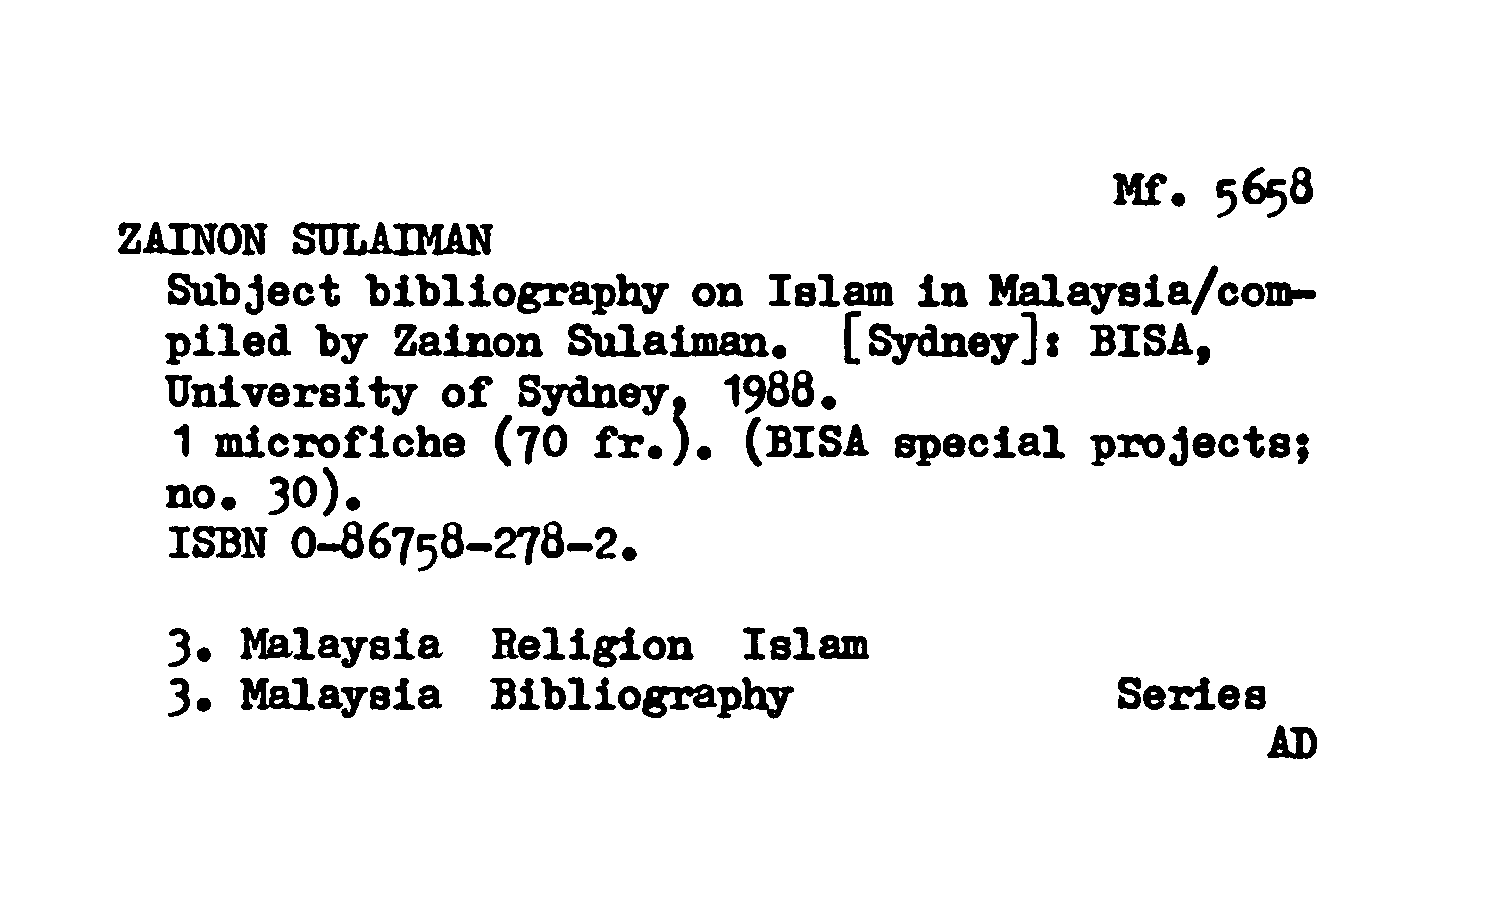 Mf. 5658
ZAINON SULAIMAN
Subject bibliography on Islam in Malaysia/com-
piled by Zainon Sulaiman. [Sydney]: BISA,
University of Sydney, 1988.
1 microfiche (70 fr.). (BISA special projects;
no. 30).
ISBN 0-86758-278-2.
3. Malaysia Religion Islam
3. Malaysia Bibliography Series
AD